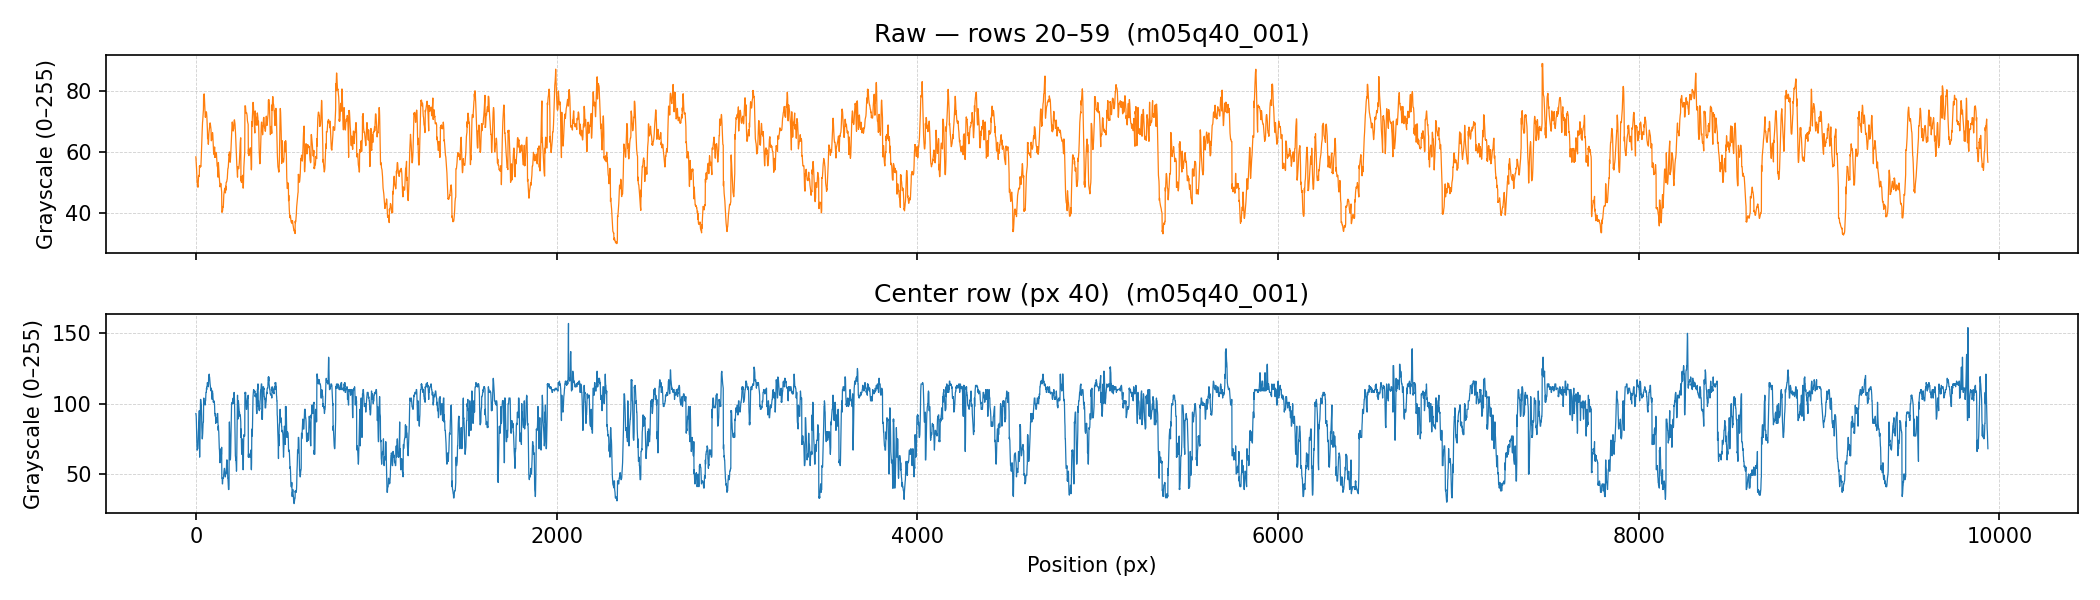 Raw — rows 20–59  (m05q40_001)
Grayscale (0–255)
80
60
40
Center row (px 40)  (m05q40_001)
Grayscale (0–255)
150
100
50
0
2000
4000
6000
8000
10000
Position (px)